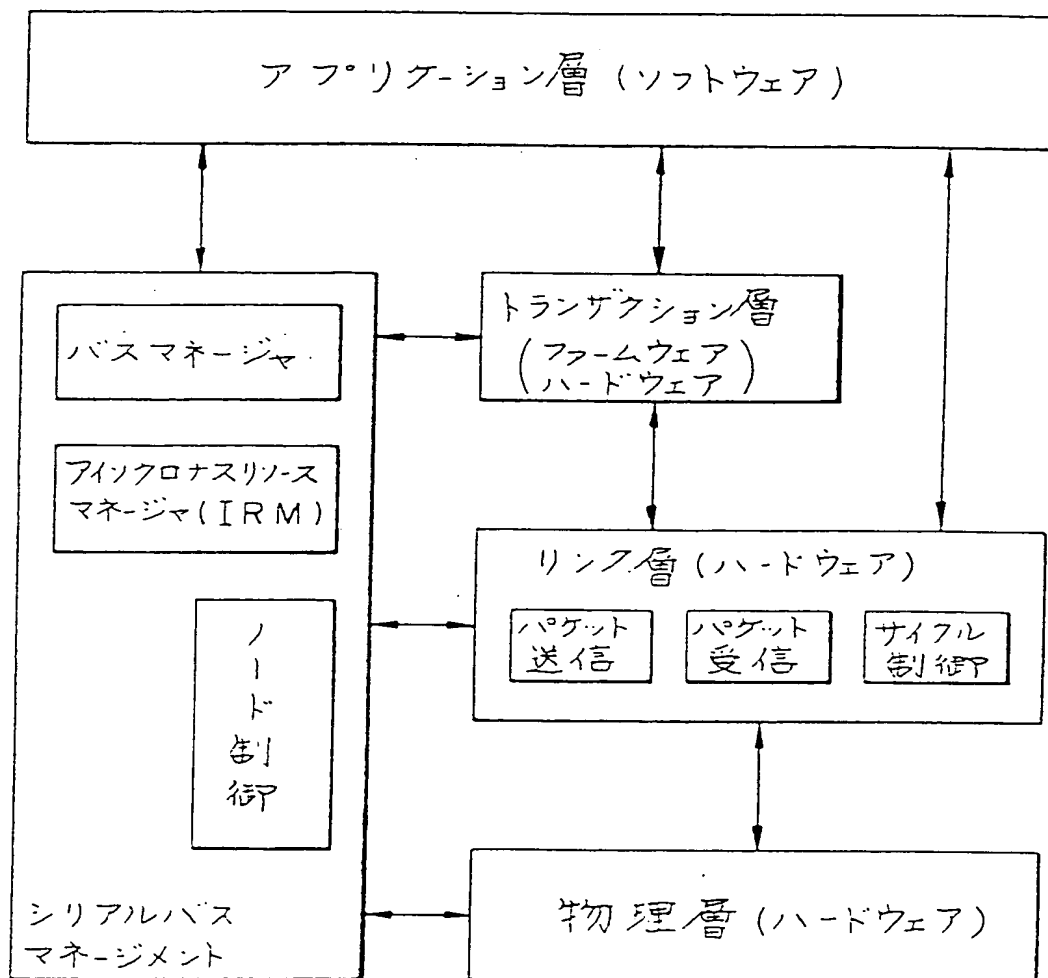 アプリケーション層(ソフトウェア)
バスマネージャ
アイソクロナスリソース
マネージャ(IRM)
ノード制御
シリアルバス
マネージメント
トランザクション層
(ファームウェア
ハードウェア)
リンク層(ハードウェア)
パケット
送信
パケット
受信
サイクル
制御
物理層(ハードウェア)